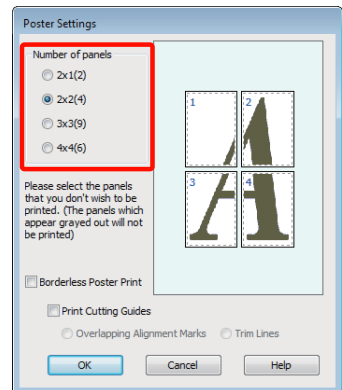 Poster Settings
Number of panels
2x1(2)
2x2(4)
3x3(9)
4x4(6)
1
2
3
4
Please select the panels
that you don't wish to be
printed. (The panels which
appear grayed out will not
be printed)
Borderless Poster Print
Print Cutting Guides
Overlapping Alignment Marks
Trim Lines
OK
Cancel
Help